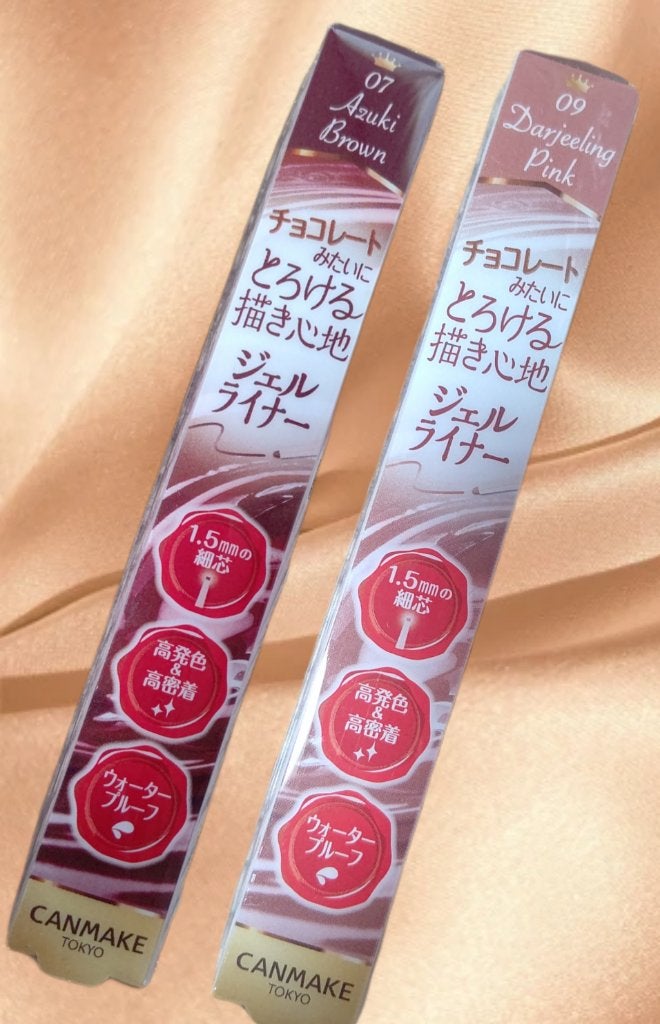 07
Azuki
Brown
チョコレート
みたいに
とろける
描き心地
ジェル
ライナー
1.5mmの
細芯
高発色
&
高密着
ウォーター
プルーフ
CANMAKE
TOKYO
09
Darjeeling
Pink
チョコレート
みたいに
とろける
描き心地
ジェル
ライナー
1.5mmの
細芯
高発色
&
高密着
ウォーター
プルーフ
CANMAKE
TOKYO